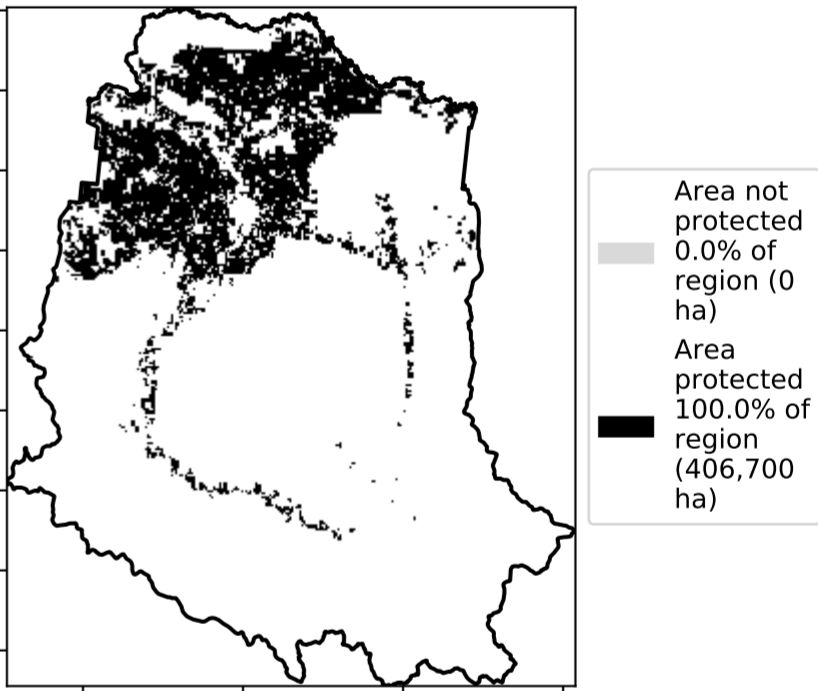 Area not
protected
0.0% of
region (0
ha)
Area
protected
100.0% of
region
(406,700
ha)